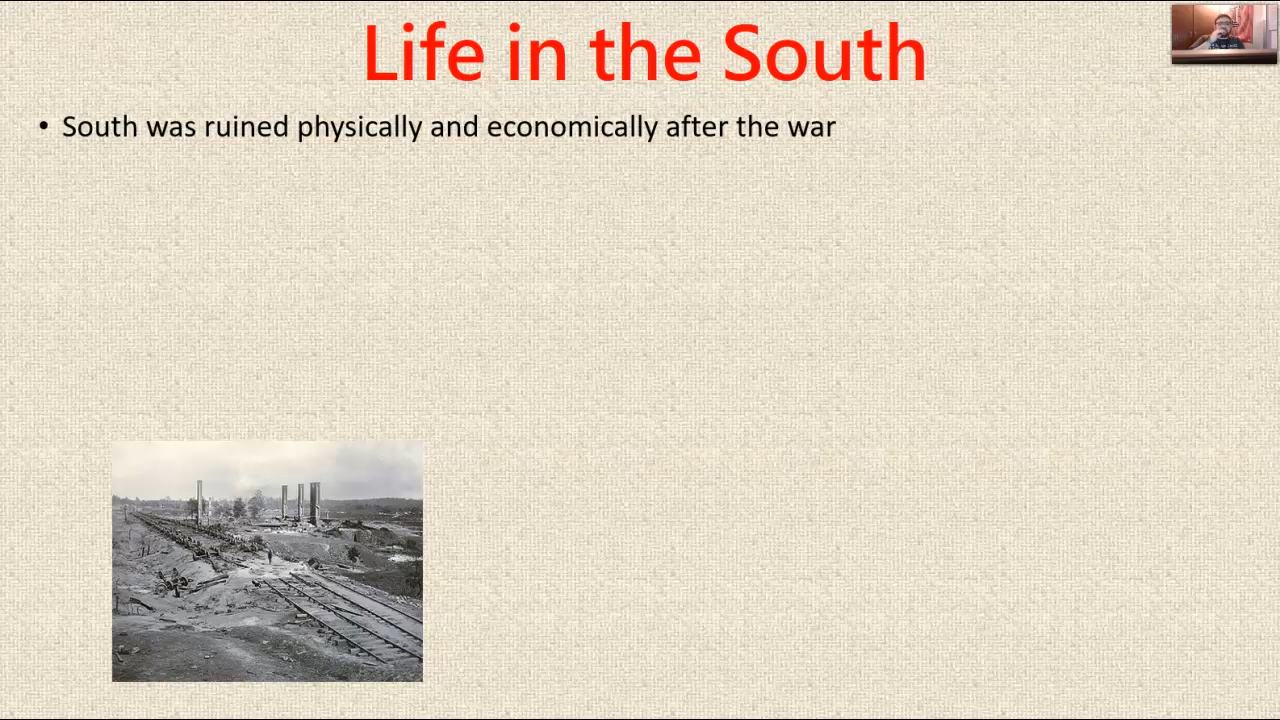 Life in the South
• South was ruined physically and economically after the war